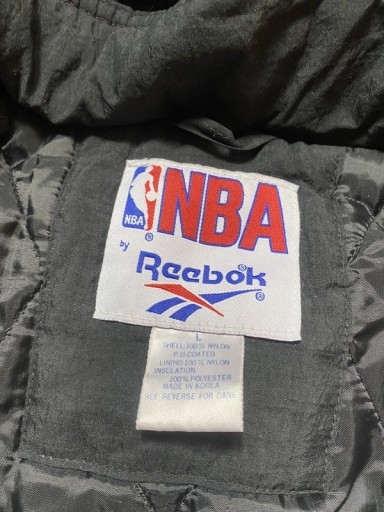 NBA
NBA
®
®
by
Reebok
®
®
L
SHELL:100% NYLON
P.U.COATED
LINING:100% NYLON
INSULATION:
100% POLYESTER
MADE IN KOREA
SEE REVERSE FOR CARE